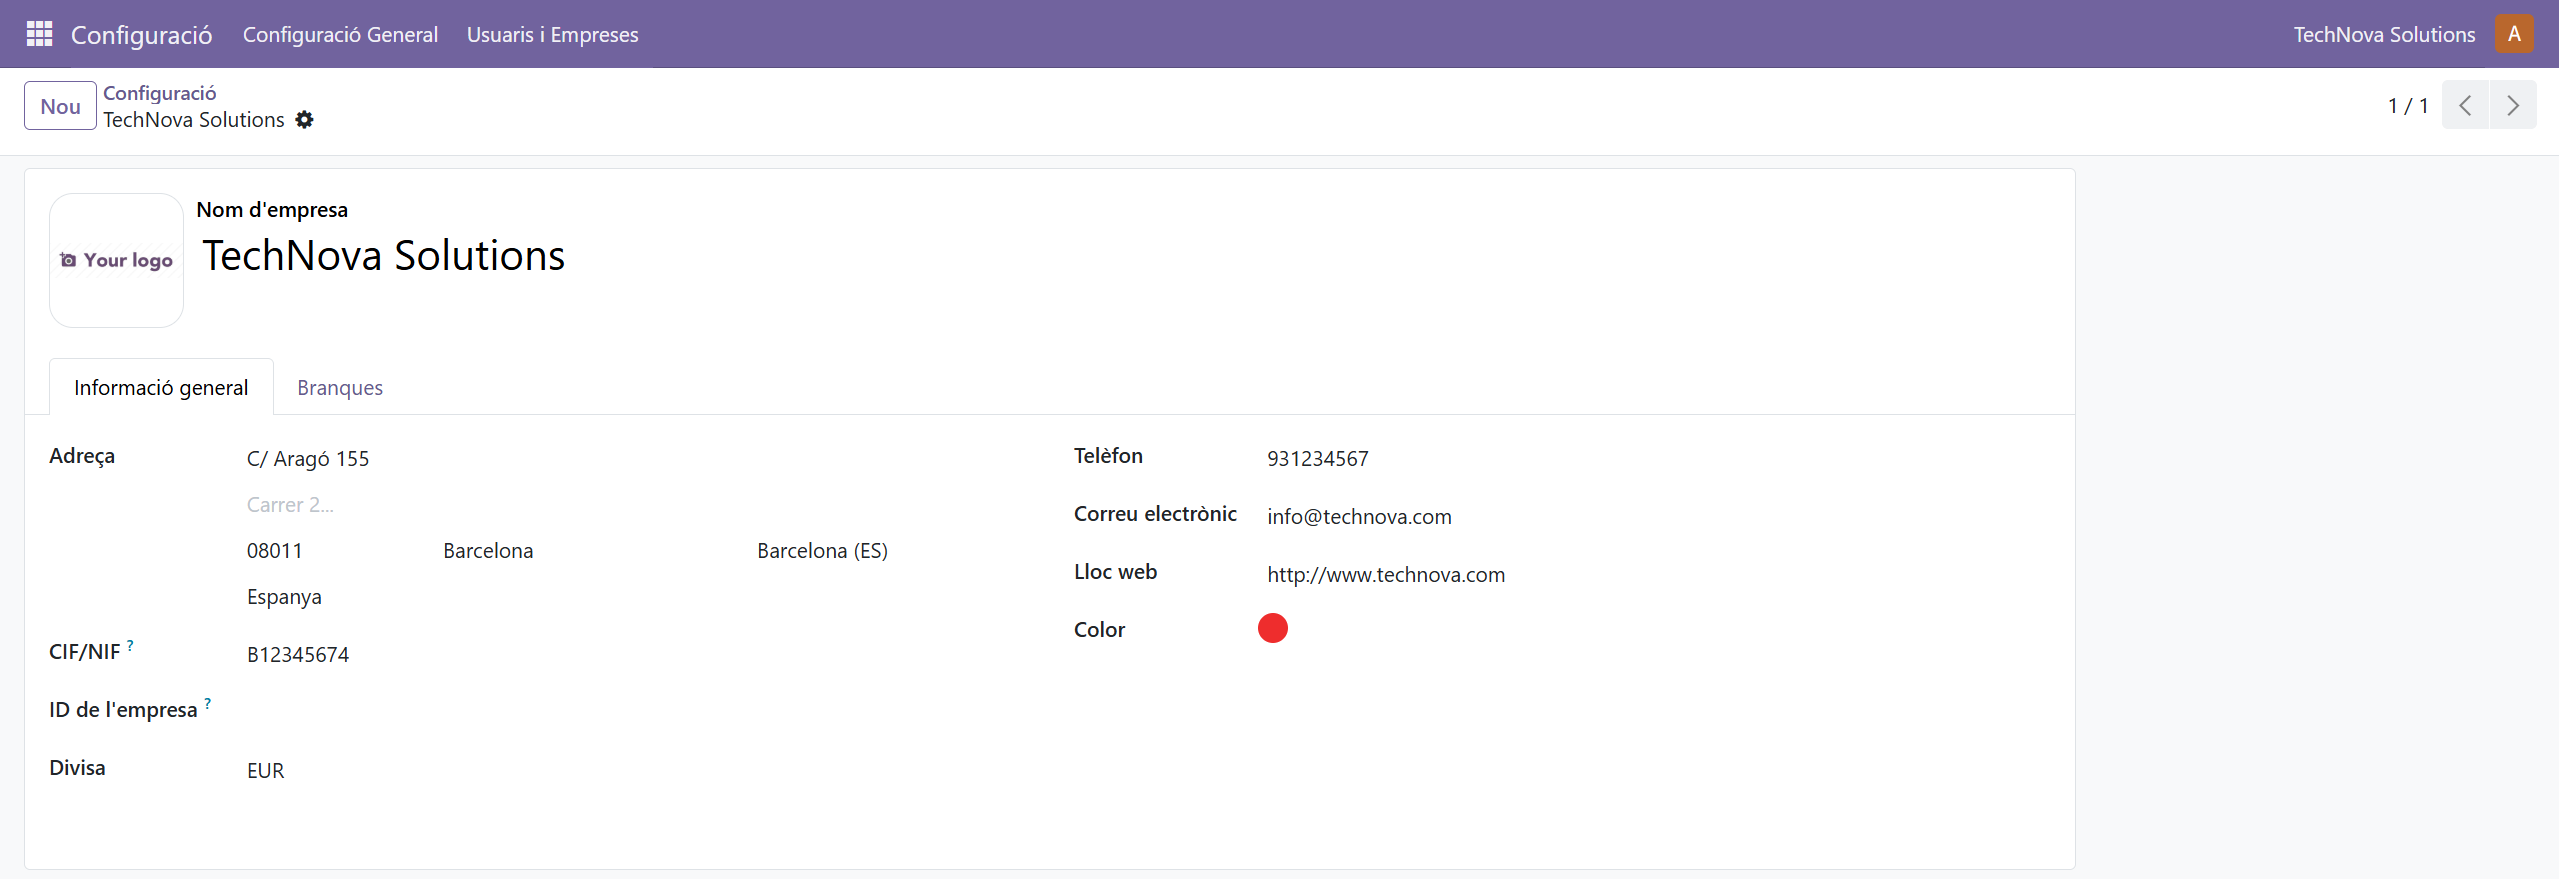 Configuració Configuració General Usuaris i Empreses TechNova Solutions A
Nou
Configuració
TechNova Solutions
1 / 1
Your logo
Nom d'empresa
TechNova Solutions
Informació general Branques
Adreça C/ Aragó 155
Carrer 2...
08011 Barcelona Barcelona (ES)
Espanya
CIF/NIF ? B12345674
ID de l'empresa ?
Divisa EUR
Telèfon 931234567
Correu electrònic info@technova.com
Lloc web http://www.technova.com
Color